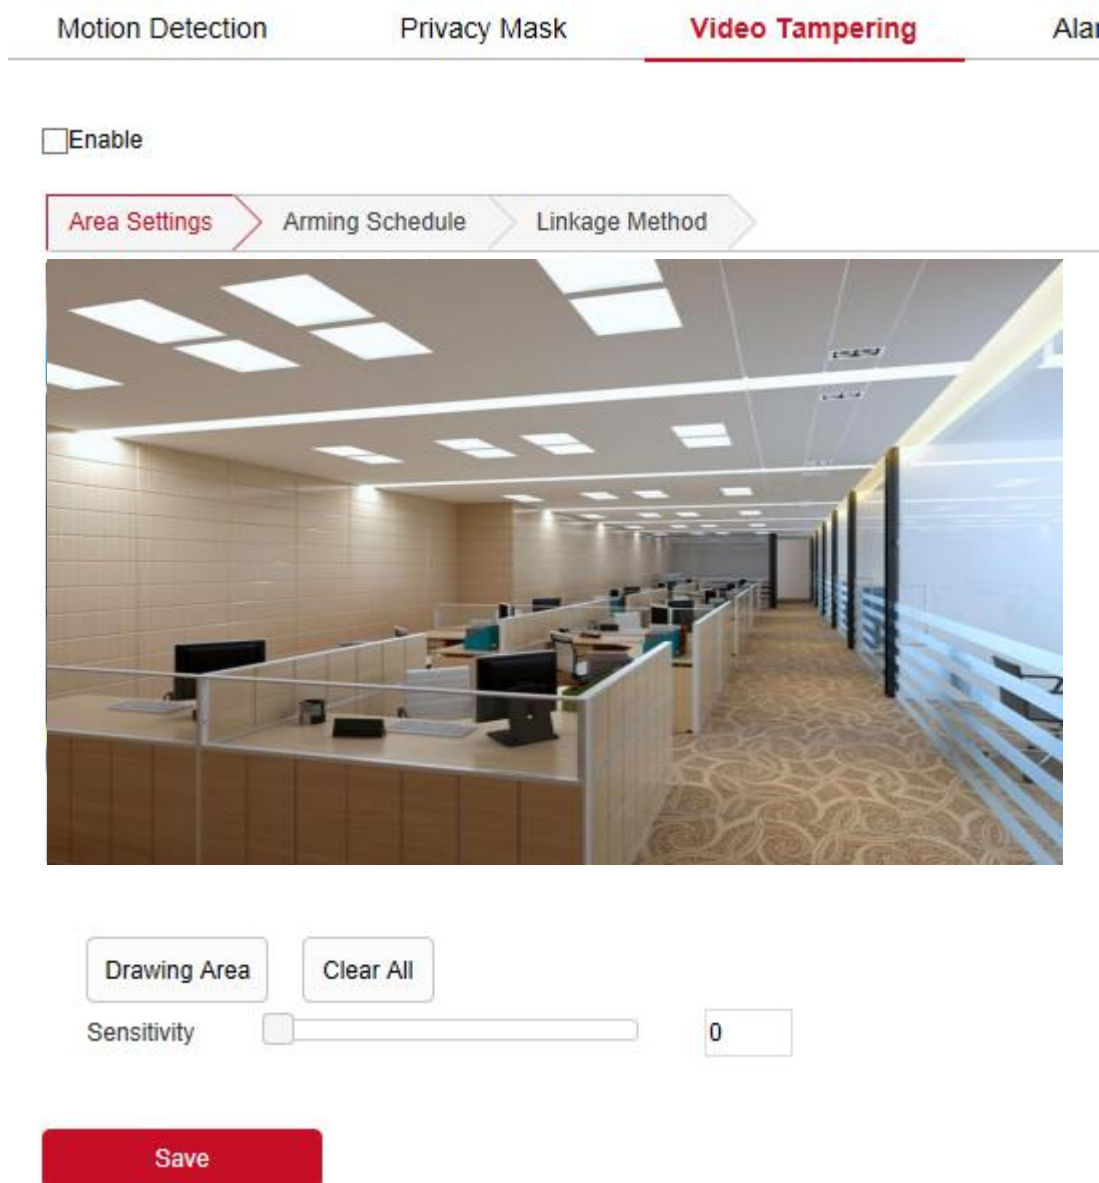 Motion Detection Privacy Mask Video Tampering
Enable
Area Settings Arming Schedule Linkage Method
Drawing Area Clear All
Sensitivity 0
Save